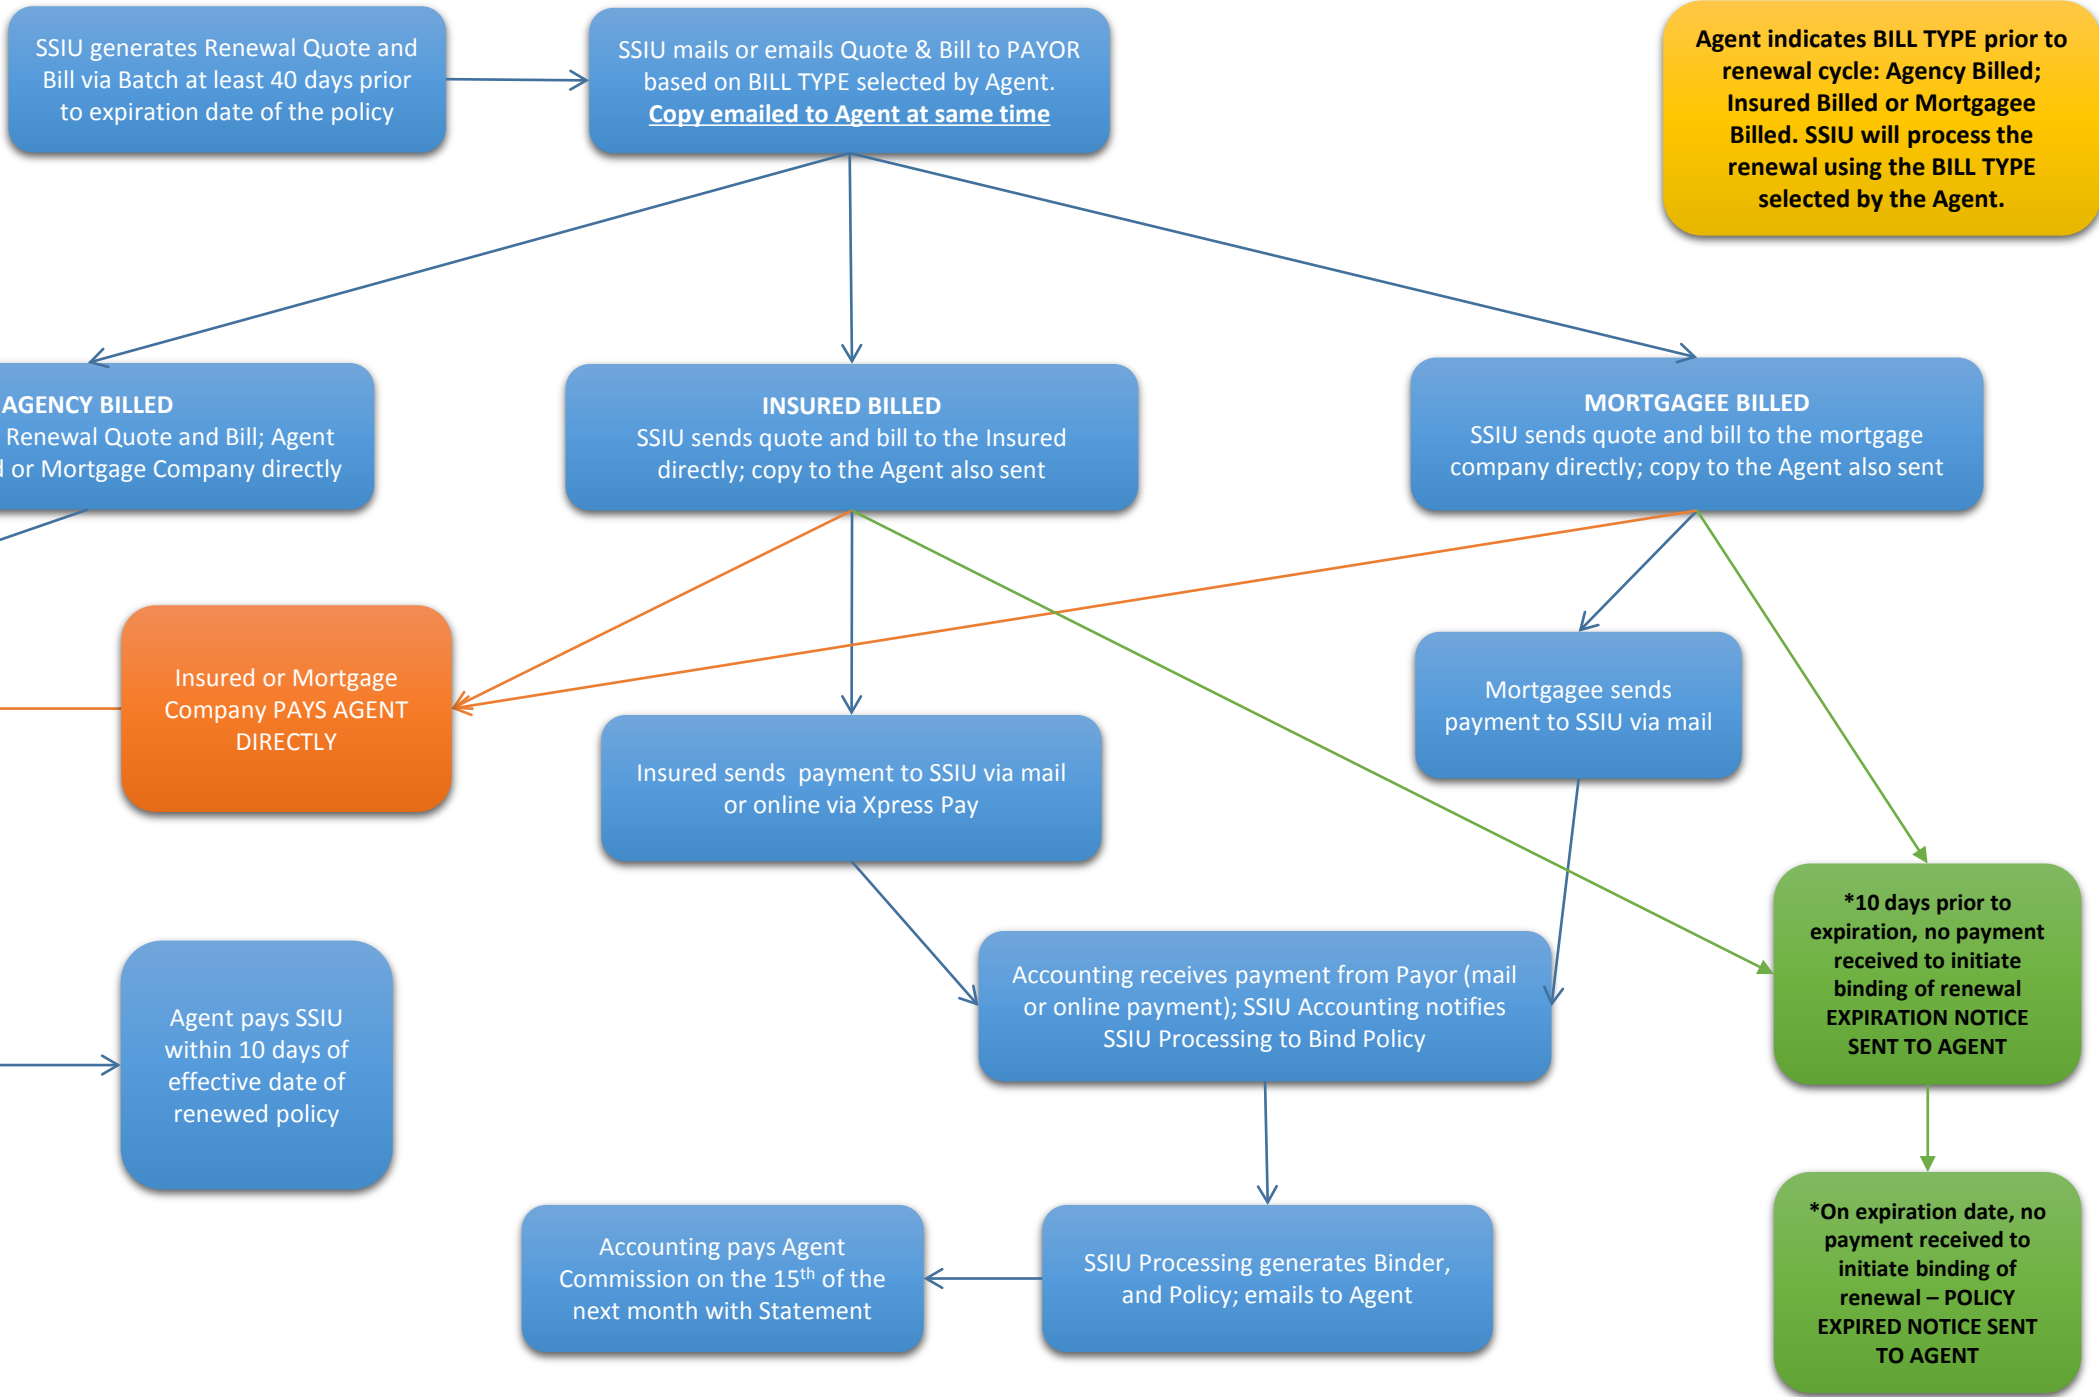 SSIU generates Renewal Quote and
Bill via Batch at least 40 days prior
to expiration date of the policy
SSIU mails or emails Quote & Bill to PAYOR
based on BILL TYPE selected by Agent.
Copy emailed to Agent at same time
Agent indicates BILL TYPE prior to
renewal cycle: Agency Billed;
Insured Billed or Mortgagee
Billed. SSIU will process the
renewal using the BILL TYPE
selected by the Agent.
AGENCY BILLED
Renewal Quote and Bill; Agent
or Mortgage Company directly
INSURED BILLED
SSIU sends quote and bill to the Insured
directly; copy to the Agent also sent
MORTGAGEE BILLED
SSIU sends quote and bill to the mortgage
company directly; copy to the Agent also sent
Insured or Mortgage
Company PAYS AGENT
DIRECTLY
Insured sends payment to SSIU via mail
or online via Xpress Pay
Mortgagee sends
payment to SSIU via mail
*10 days prior to
expiration, no payment
received to initiate
binding of renewal
EXPIRATION NOTICE
SENT TO AGENT
Agent pays SSIU
within 10 days of
effective date of
renewed policy
Accounting receives payment from Payor (mail
or online payment); SSIU Accounting notifies
SSIU Processing to Bind Policy
Accounting pays Agent
Commission on the 15th of the
next month with Statement
SSIU Processing generates Binder,
and Policy; emails to Agent
*On expiration date, no
payment received to
initiate binding of
renewal – POLICY
EXPIRED NOTICE SENT
TO AGENT